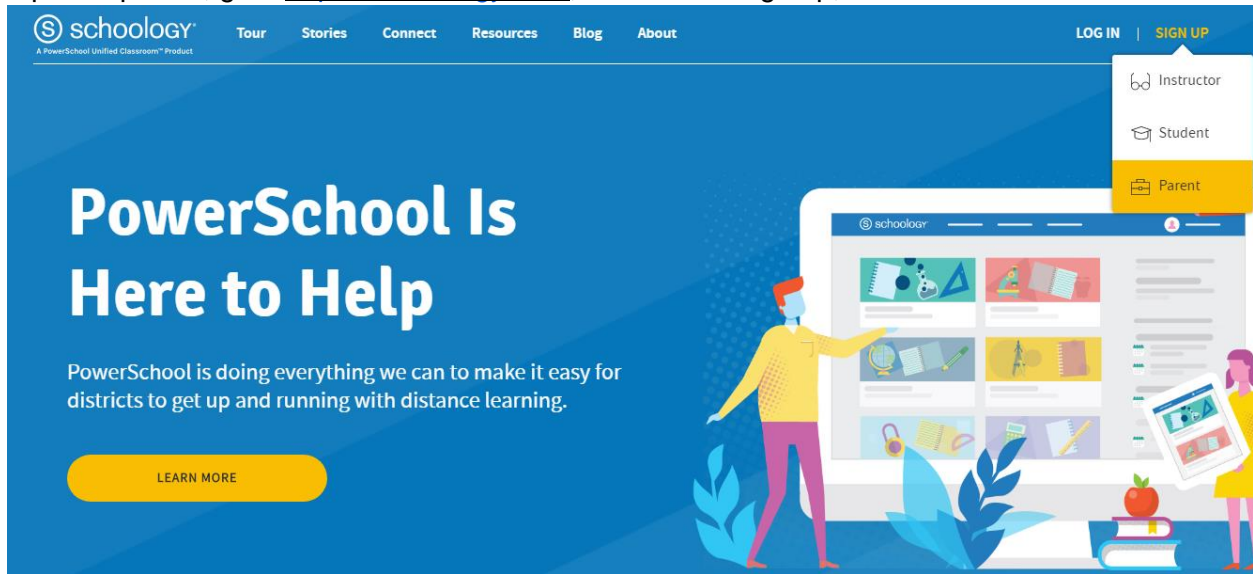 schoology
A PowerSchool Unified Classroom™ Product
Tour Stories Connect Resources Blog About
LOG IN | SIGN UP
Instructor
Student
Parent
PowerSchool Is
Here to Help
PowerSchool is doing everything we can to make it easy for
districts to get up and running with distance learning.
LEARN MORE
schoology